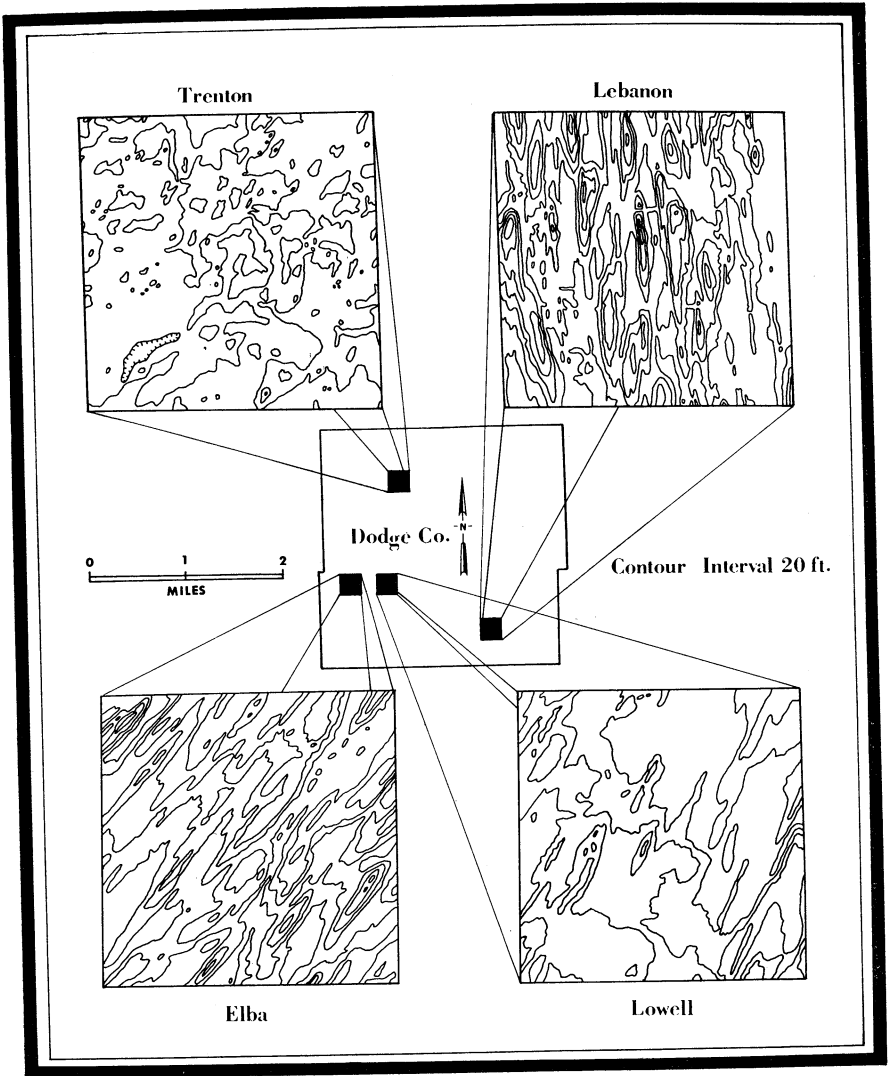 Trenton
Lebanon
Dodge Co.
-N-
0 1 2
MILES
Contour Interval 20 ft.
Elba
Lowell